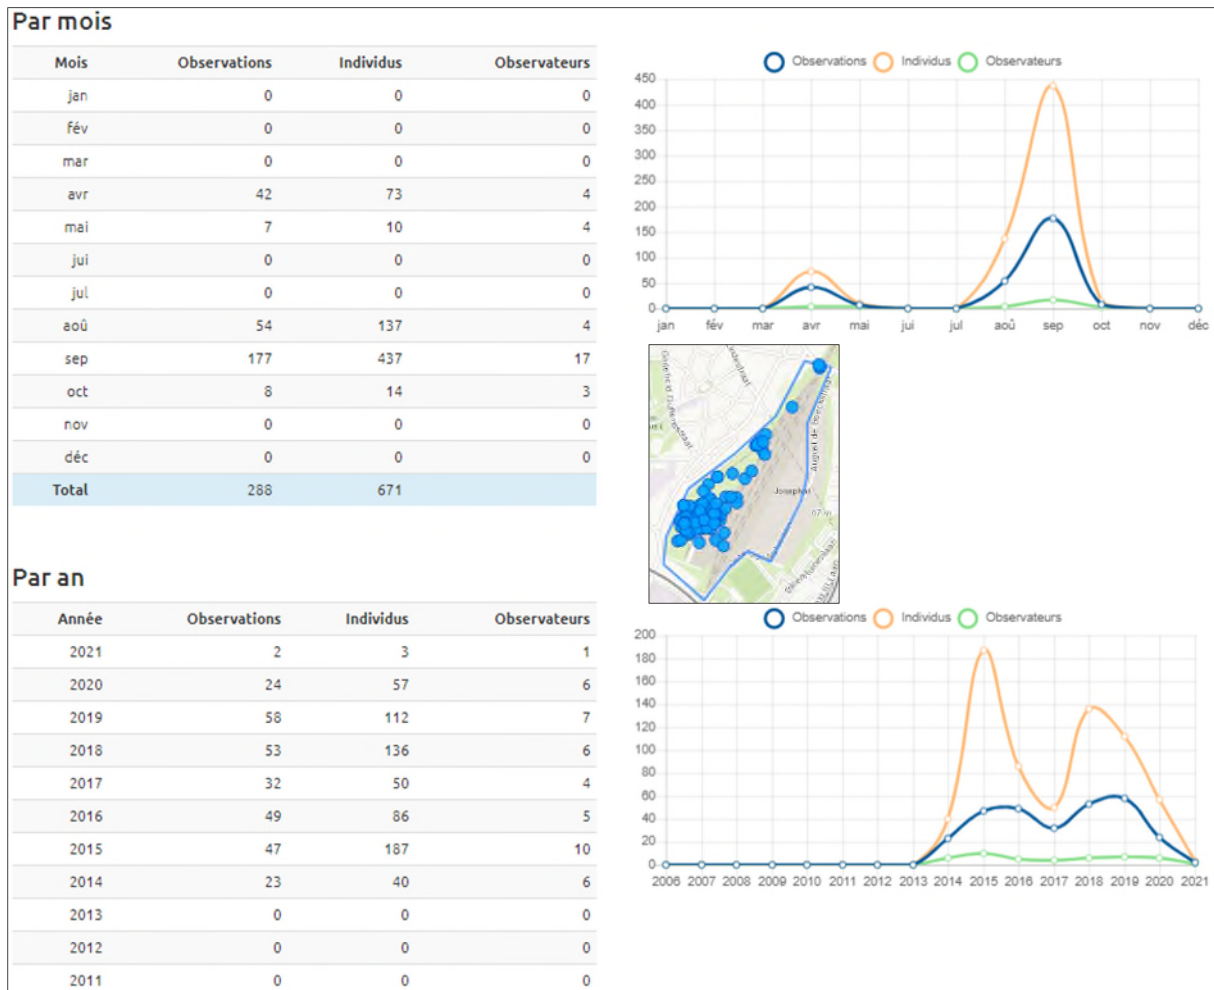 Par mois
Mois Observations Individus Observateurs
jan 0 0 0
fév 0 0 0
mar 0 0 0
avr 42 73 4
mai 7 10 4
jui 0 0 0
jul 0 0 0
aoû 54 137 4
sep 177 437 17
oct 8 14 3
nov 0 0 0
déc 0 0 0
Total 288 671
Observations Individus Observateurs
450
400
350
300
250
200
150
100
50
0
jan fév mar avr mai jui jul aoû sep oct nov déc
Par an
Année Observations Individus Observateurs
2021 2 3 1
2020 24 57 6
2019 58 112 7
2018 53 136 6
2017 32 50 4
2016 49 86 5
2015 47 187 10
2014 23 40 6
2013 0 0 0
2012 0 0 0
2011 0 0 0
Observations Individus Observateurs
200
180
160
140
120
100
80
60
40
20
0
2006 2007 2008 2009 2010 2011 2012 2013 2014 2015 2016 2017 2018 2019 2020 2021